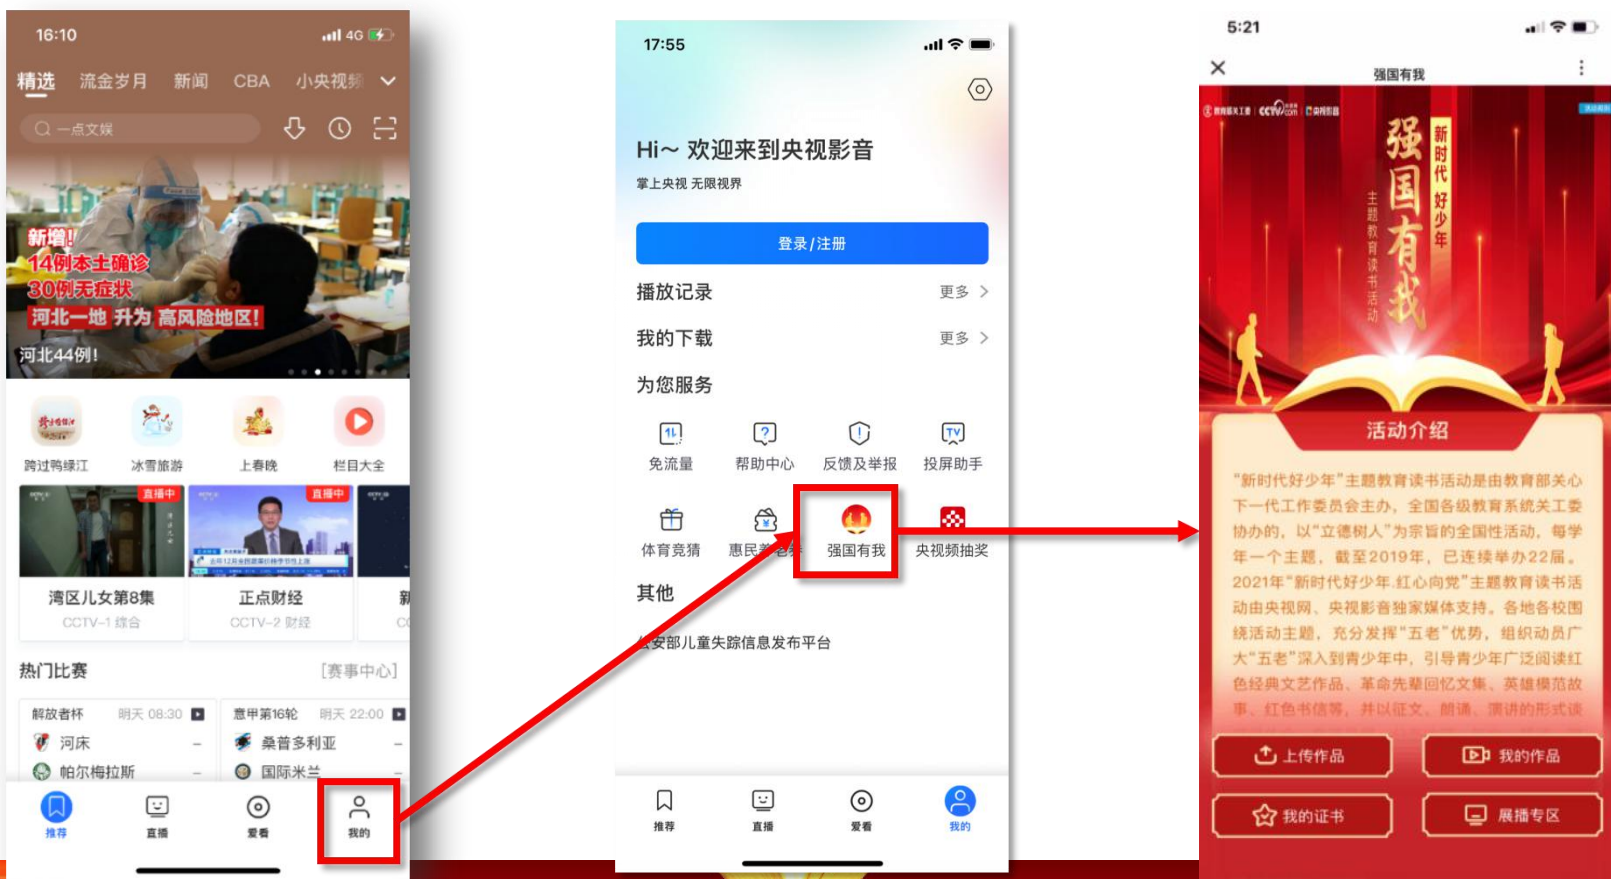 16:10
4G
精选 流金岁月 新闻 CBA 小央视频
一点文娱
新增!
14例本土确诊
30例无症状
河北一地 升为 高风险地区!
河北44例!
跨过鸭绿江 冰雪旅游 上春晚 栏目大全
直播中 直播中
湾区儿女第8集 正点财经 新
CCTV-1 综合 CCTV-2 财经
热门比赛 [赛事中心]
解放者杯 明天 08:30 意甲第16轮 明天 22:00
河床 – 桑普多利亚 –
帕尔梅拉斯 – 国际米兰 –
推荐 直播 爱看 我的
17:55
Hi～ 欢迎来到央视影音
掌上央视 无限视界
登录/注册
播放记录 更多
我的下载 更多
为您服务
免流量 帮助中心 反馈及举报 投屏助手
TV
体育竞猜 惠民养老券 强国有我 央视频抽奖
其他
公安部儿童失踪信息发布平台
推荐 直播 爱看 我的
5:21
强国有我
教育部关工委 CCTV.com 央视影音
强国有我
新时代 好少年
主题教育读书活动
活动介绍
“新时代好少年”主题教育读书活动是由教育部关心
下一代工作委员会主办，全国各级教育系统关工委
协办的，以“立德树人”为宗旨的全国性活动，每学
年一个主题，截至2019年，已连续举办22届。
2021年“新时代好少年.红心向党”主题教育读书活
动由央视网、央视影音独家媒体支持。各地各校围
绕活动主题，充分发挥“五老”优势，组织动员广
大“五老”深入到青少年中，引导青少年广泛阅读红
色经典文艺作品、革命先辈回忆文集、英雄模范故
事、红色书信等，并以征文、朗诵、演讲的形式读
上传作品 我的作品
我的证书 展播专区